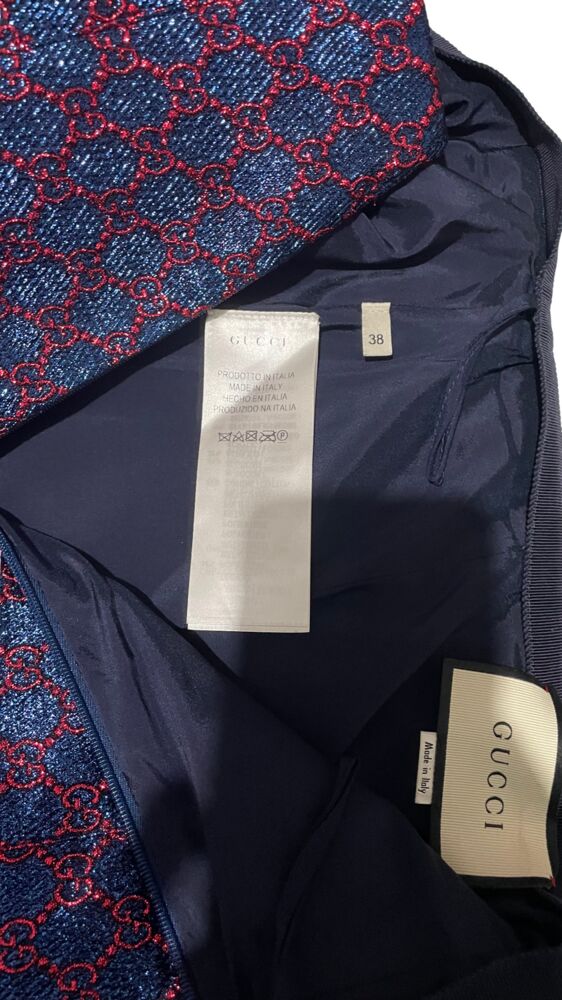 GUCCI
PRODOTTO IN ITALIA
MADE IN ITALY
HECHO EN ITALIA
PRODUZIDO NA ITALIA
38
Made in Italy
GUCCI